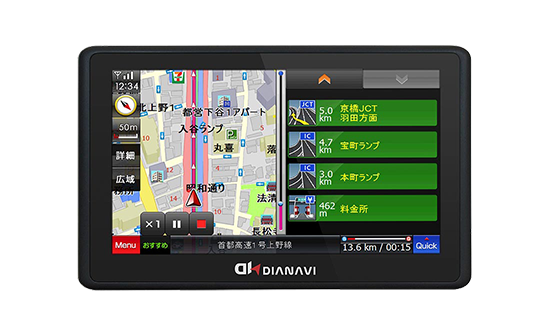 12:34
50m
詳細
広域
北上野1
都営下谷1アパート
入谷ランプ
丸喜
昭和通り
法清
長松寺
×1
Menu
おすすめ
首都高速1号上野線
JCT
5.0
km
京橋JCT
羽田方面
IC
4.7
km
宝町ランプ
IC
3.0
km
本町ランプ
462
m
料金所
13.6 km / 00:15
Quick
DIANAVI